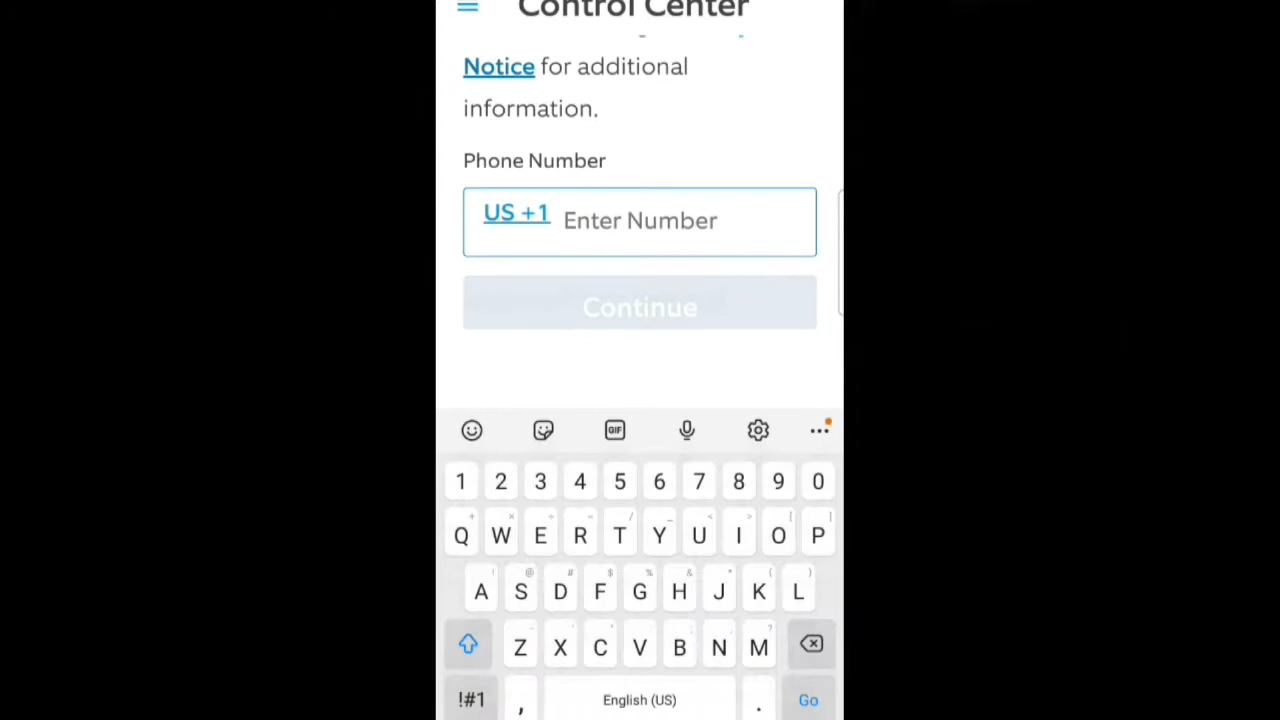 Control Center
Notice for additional
information.
Phone Number
US +1 Enter Number
Continue
GIF
1 2 3 4 5 6 7 8 9 0
Q W E R T Y U I O P
A S D F G H J K L
Z X C V B N M
!#1 , English (US) . Go